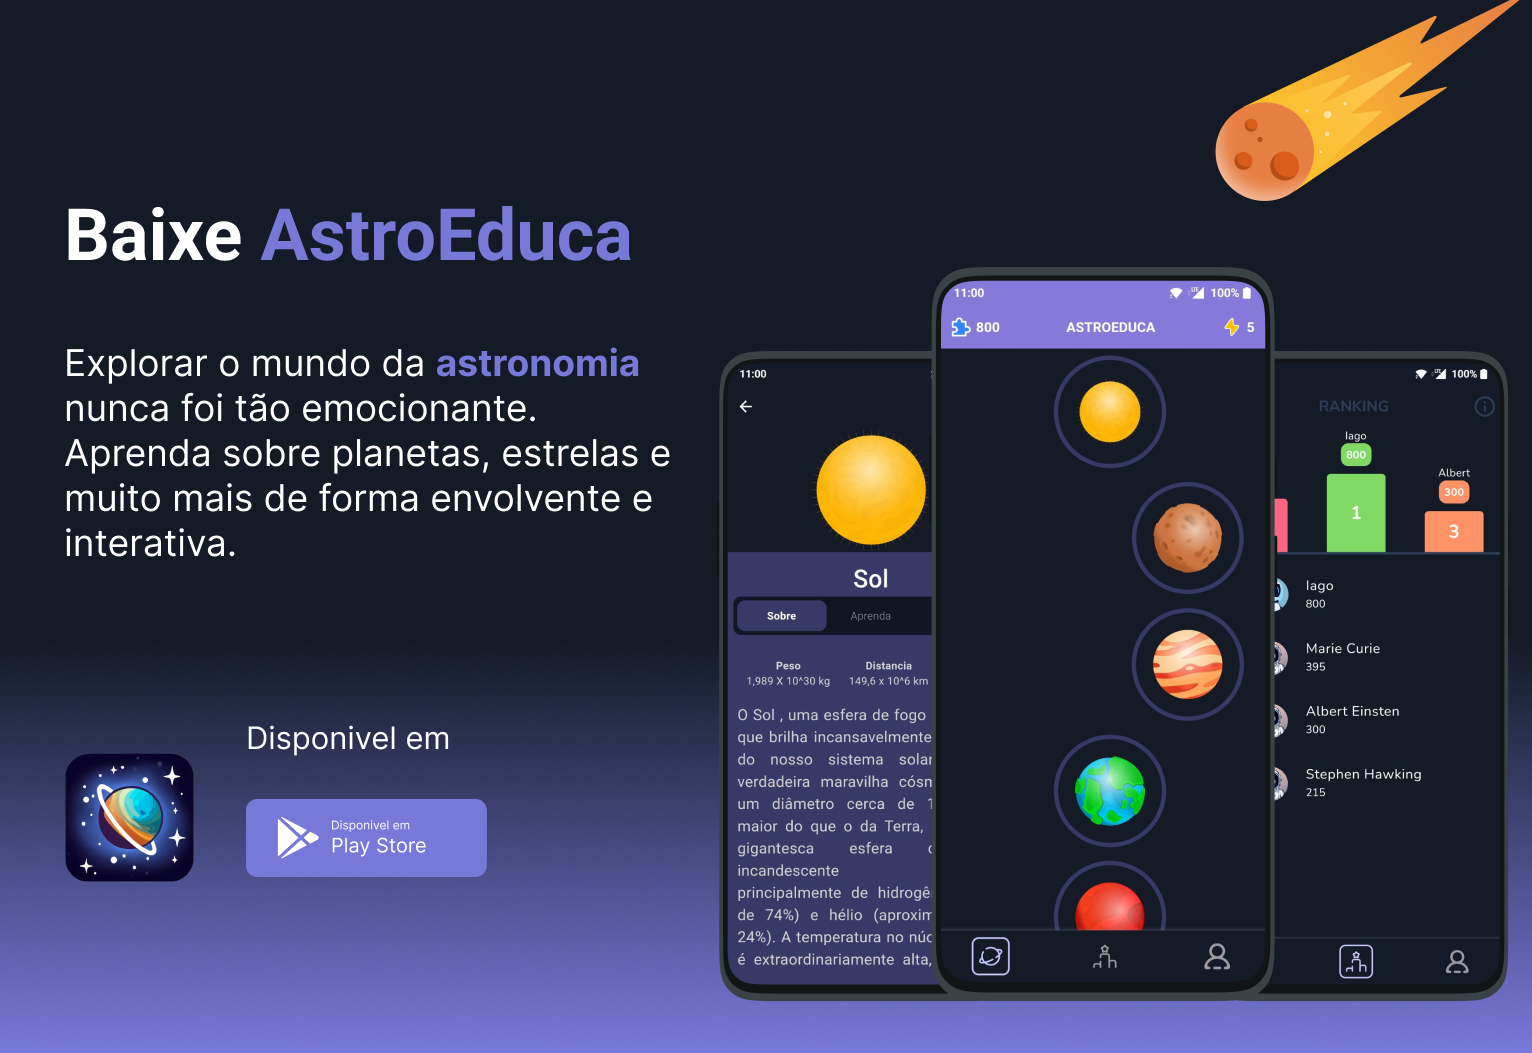 Baixe AstroEduca
Explorar o mundo da astronomia
nunca foi tão emocionante.
Aprenda sobre planetas, estrelas e
muito mais de forma envolvente e
interativa.
Disponivel em
Disponivel em
Play Store
11:00
Sol
Sobre Aprenda
Peso Distancia
1,989 X 10^30 kg 149,6 x 10^6 km
O Sol , uma esfera de fogo
que brilha incansavelmente
do nosso sistema solar
verdadeira maravilha
um diâmetro cerca de
maior do que o da Terra,
gigantesca esfera
incandescente
principalmente de
de 74%) e hélio
24%). A temperatura no
é extraordinariamente alta,
11:00 LTE 100%
800 ASTROEDUCA 5
LTE 100%
RANKING
Iago
800
Albert
300
1
3
Iago
800
Marie Curie
395
Albert Einsten
300
Stephen Hawking
215